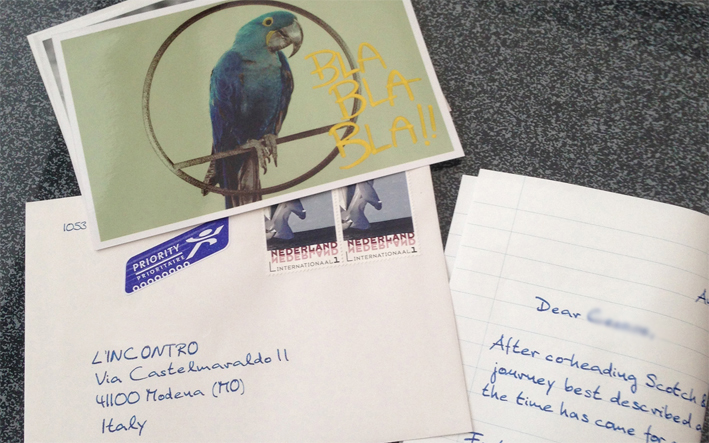 BLA
BLA
BLA!!
1053
PRIORITY
PRIORITAIRE
NEDERLAND
INTERNATIONAAL 1
NEDERLAND
INTERNATIONAAL 1
L'INCONTRO
Via Castelmaraldo 11
41100 Modena (MO)
Italy
Dear
After co-heading Scotch &
journey best described
the time has come for